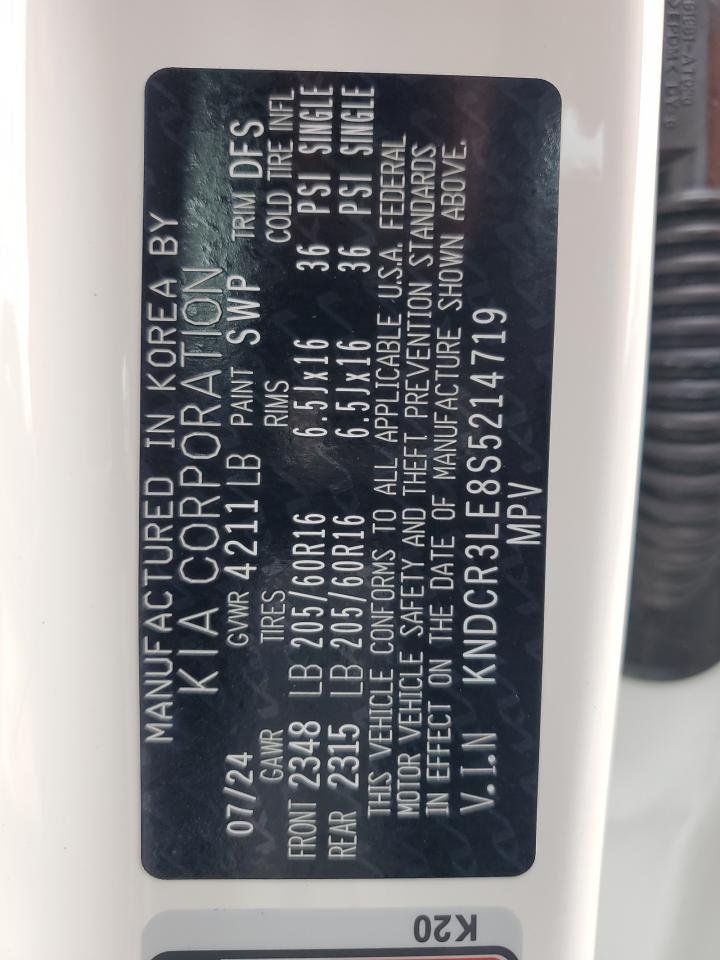 MANUFACTURED IN KOREA BY
KIA CORPORATION
07/24 GVWR 4211 LB PAINT SWP TRIM DFS
GAWR TIRES RIMS COLD TIRE INFL
FRONT 2348 LB 205/60R16 6.5Jx16 36 PSI SINGLE
REAR 2315 LB 205/60R16 6.5Jx16 36 PSI SINGLE
THIS VEHICLE CONFORMS TO ALL APPLICABLE U.S.A. FEDERAL
MOTOR VEHICLE SAFETY AND THEFT PREVENTION STANDARDS
IN EFFECT ON THE DATE OF MANUFACTURE SHOWN ABOVE.
V.I.N KNDCR3LE8S5214719
MPV
K20